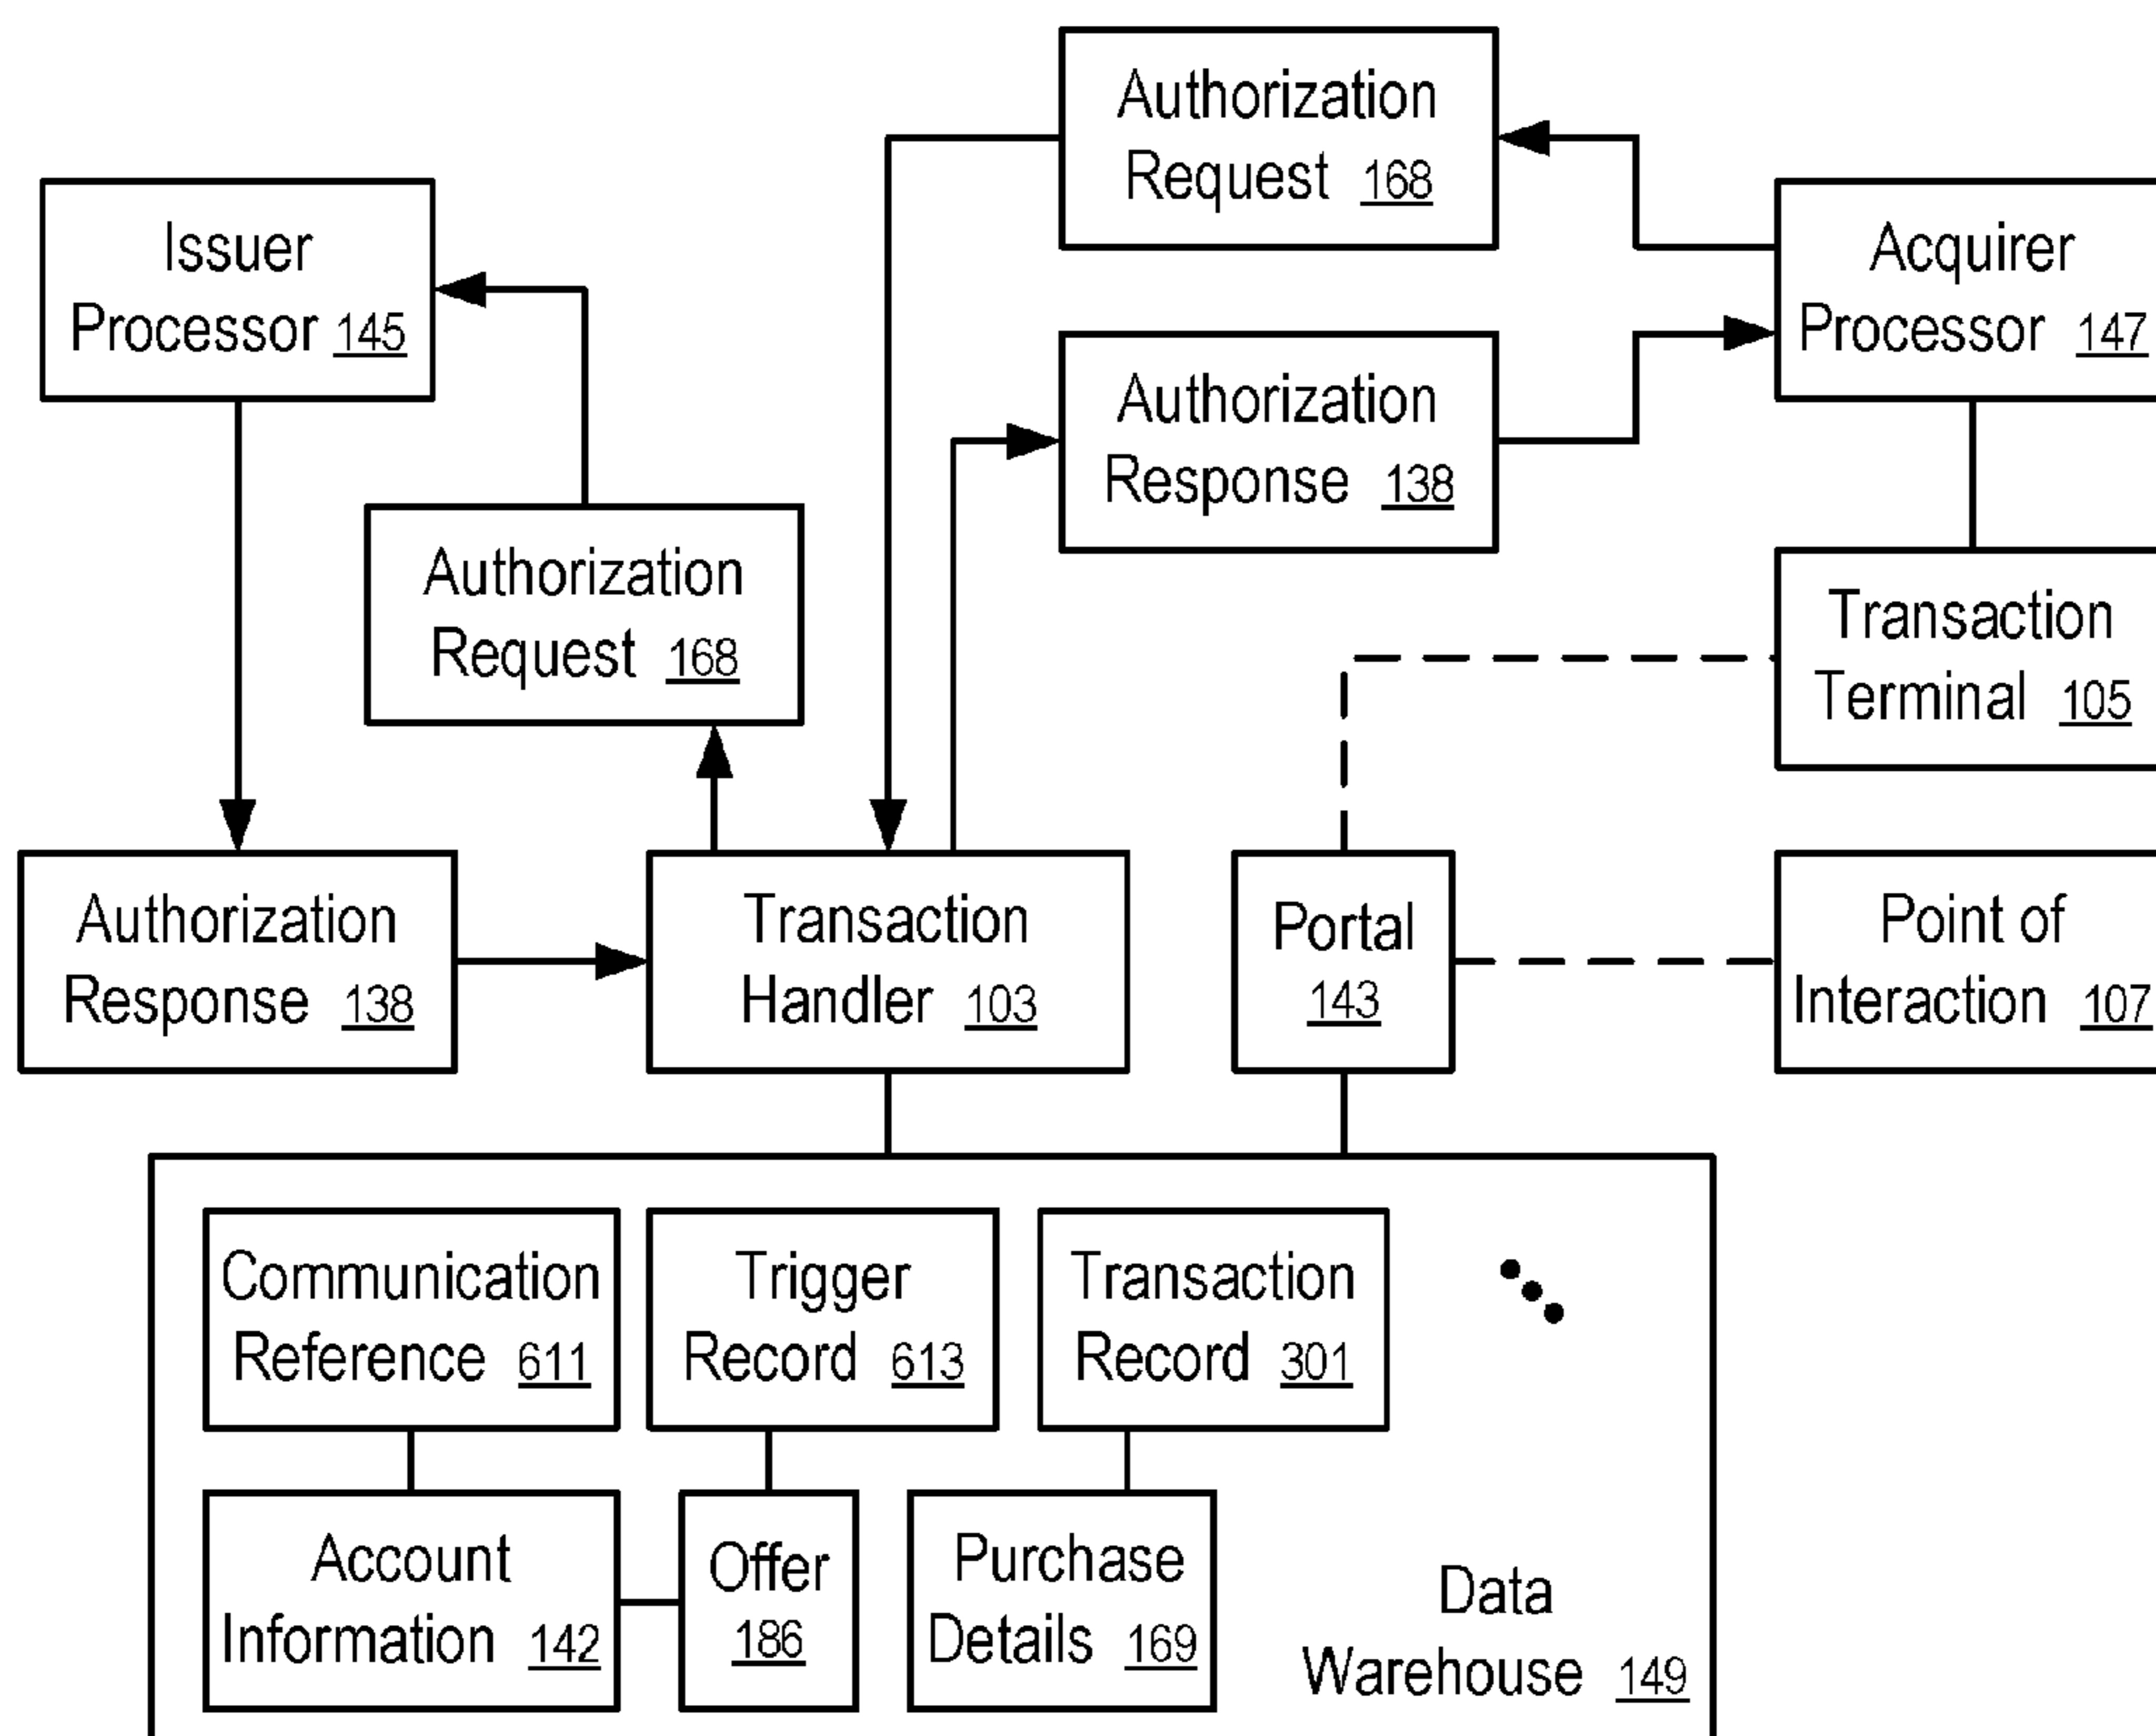 Authorization
Request 168
Issuer
Processor 145
Acquirer
Processor 147
Authorization
Response 138
Authorization
Request 168
Transaction
Terminal 105
Authorization
Response 138
Transaction
Handler 103
Portal
143
Point of
Interaction 107
Communication
Reference 611
Trigger
Record 613
Transaction
Record 301
Account
Information 142
Offer
186
Purchase
Details 169
Data
Warehouse 149